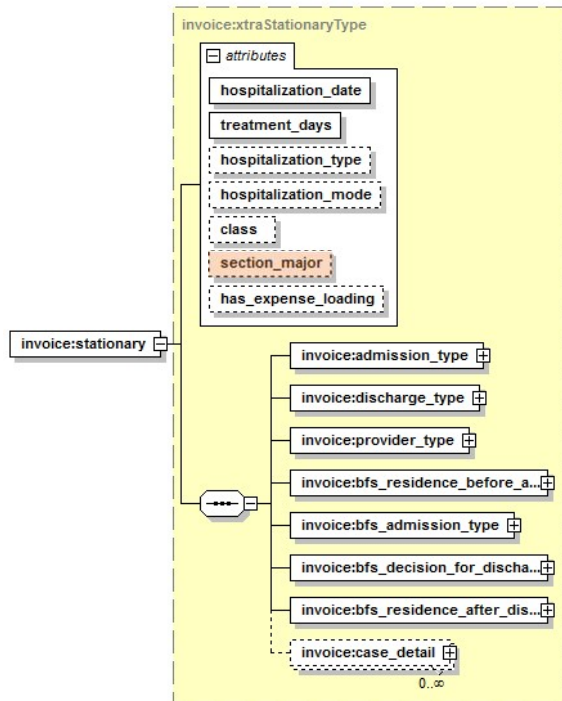 invoice:xtraStationaryType
attributes
hospitalization_date
treatment_days
hospitalization_type
hospitalization_mode
class
section_major
has_expense_loading
invoice:stationary
invoice:admission_type
invoice:discharge_type
invoice:provider_type
invoice:bfs_residence_before_a...
invoice:bfs_admission_type
invoice:bfs_decision_for_discha...
invoice:bfs_residence_after_dis...
invoice:case_detail
0..∞